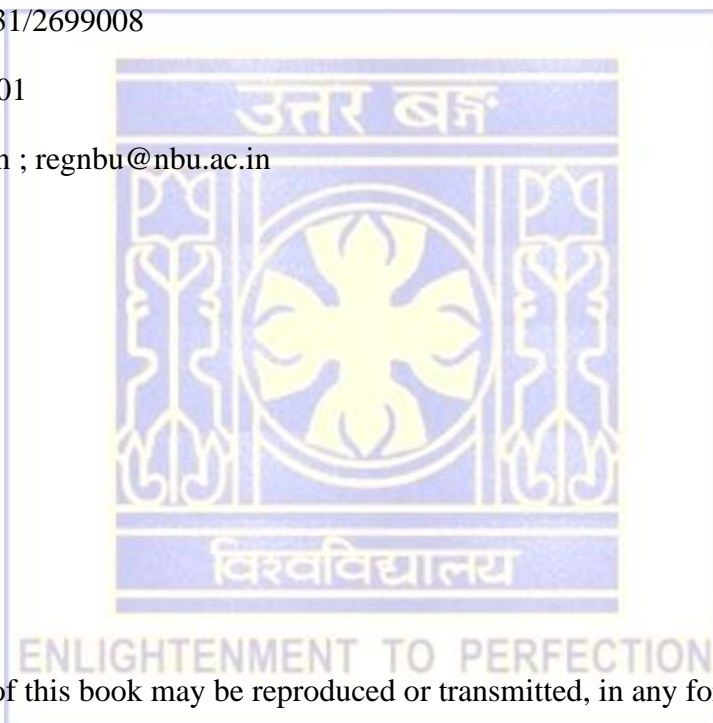 31/2699008
01
उत्तर बङ्ग
n ; regnbu@nbu.ac.in
विश्वविद्यालय
ENLIGHTENMENT TO PERFECTION
of this book may be reproduced or transmitted, in any fo